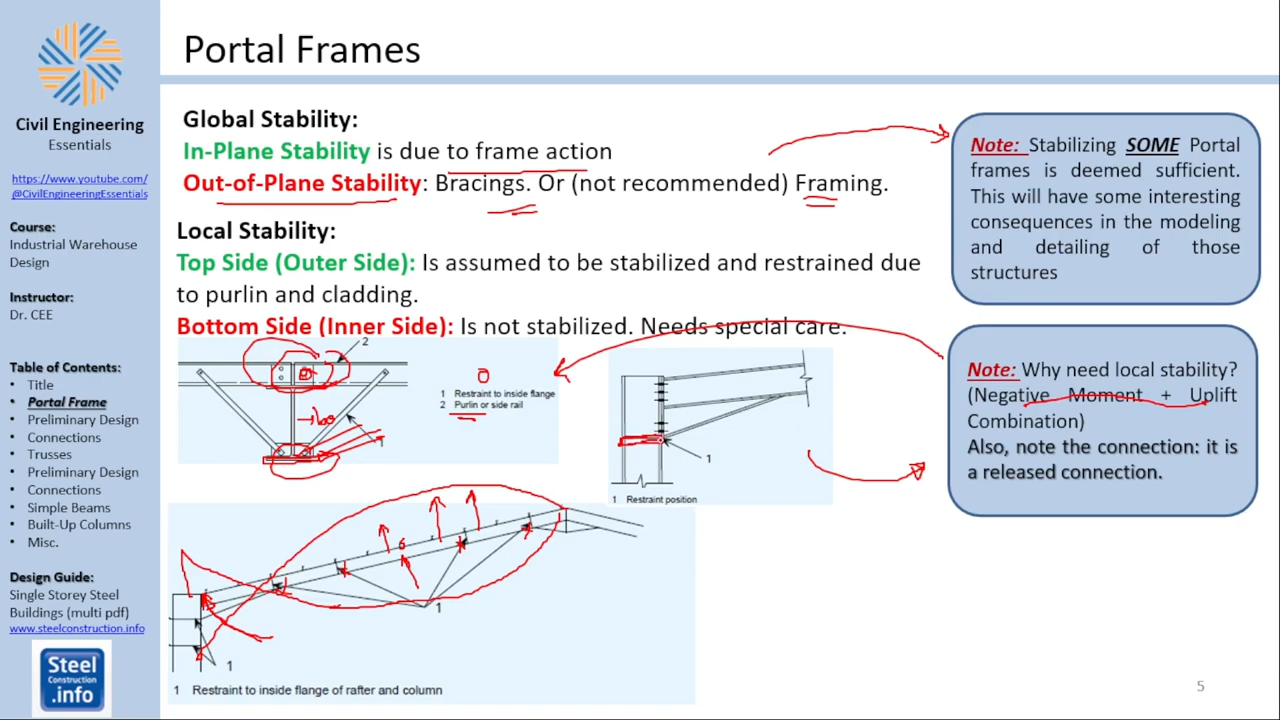 Portal Frames
Civil Engineering
Essentials
https://www.youtube.com/
@CivilEngineeringEssentials
Course:
Industrial Warehouse
Design
Instructor:
Dr. CEE
Table of Contents:
• Title
• Portal Frame
• Preliminary Design
• Connections
• Trusses
• Preliminary Design
• Connections
• Simple Beams
• Built-Up Columns
• Misc.
Design Guide:
Single Storey Steel
Buildings (multi pdf)
www.steelconstruction.info
Steel
Construction
.info
Global Stability:
In-Plane Stability is due to frame action
Out-of-Plane Stability: Bracings. Or (not recommended) Framing.
Local Stability:
Top Side (Outer Side): Is assumed to be stabilized and restrained due
to purlin and cladding.
Bottom Side (Inner Side): Is not stabilized. Needs special care.
2
1
1 Restraint to inside flange
2 Purlin or side rail
1
1 Restraint position
1
1
1 Restraint to inside flange of rafter and column
Note: Stabilizing SOME Portal
frames is deemed sufficient.
This will have some interesting
consequences in the modeling
and detailing of those
structures
Note: Why need local stability?
(Negative Moment + Uplift
Combination)
Also, note the connection: it is
a released connection.
5